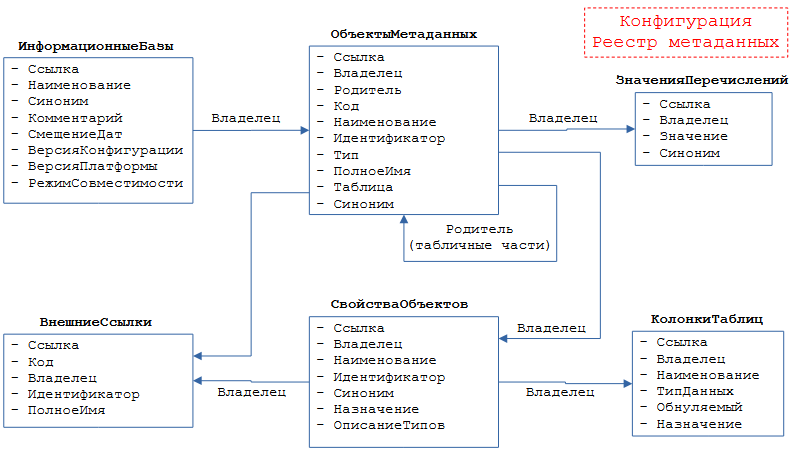 Конфигурация
Реестр метаданных
ИнформационныеБазы
- Ссылка
- Наименование
- Синоним
- Комментарий
- СмещениеДат
- ВерсияКонфигурации
- ВерсияПлатформы
- РежимСовместимости
Владелец
ОбъектыМетаданных
- Ссылка
- Владелец
- Родитель
- Код
- Наименование
- Идентификатор
- Тип
- ПолноеИмя
- Таблица
- Синоним
Владелец
ЗначенияПеречислений
- Ссылка
- Владелец
- Значение
- Синоним
Родитель
(табличные части)
ВнешниеСсылки
- Ссылка
- Код
- Владелец
- Идентификатор
- ПолноеИмя
Владелец
СвойстваОбъектов
- Ссылка
- Владелец
- Наименование
- Идентификатор
- Синоним
- Назначение
- ОписаниеТипов
Владелец
Владелец
КолонкиТаблиц
- Ссылка
- Владелец
- Наименование
- ТипДанных
- Обнуляемый
- Назначение